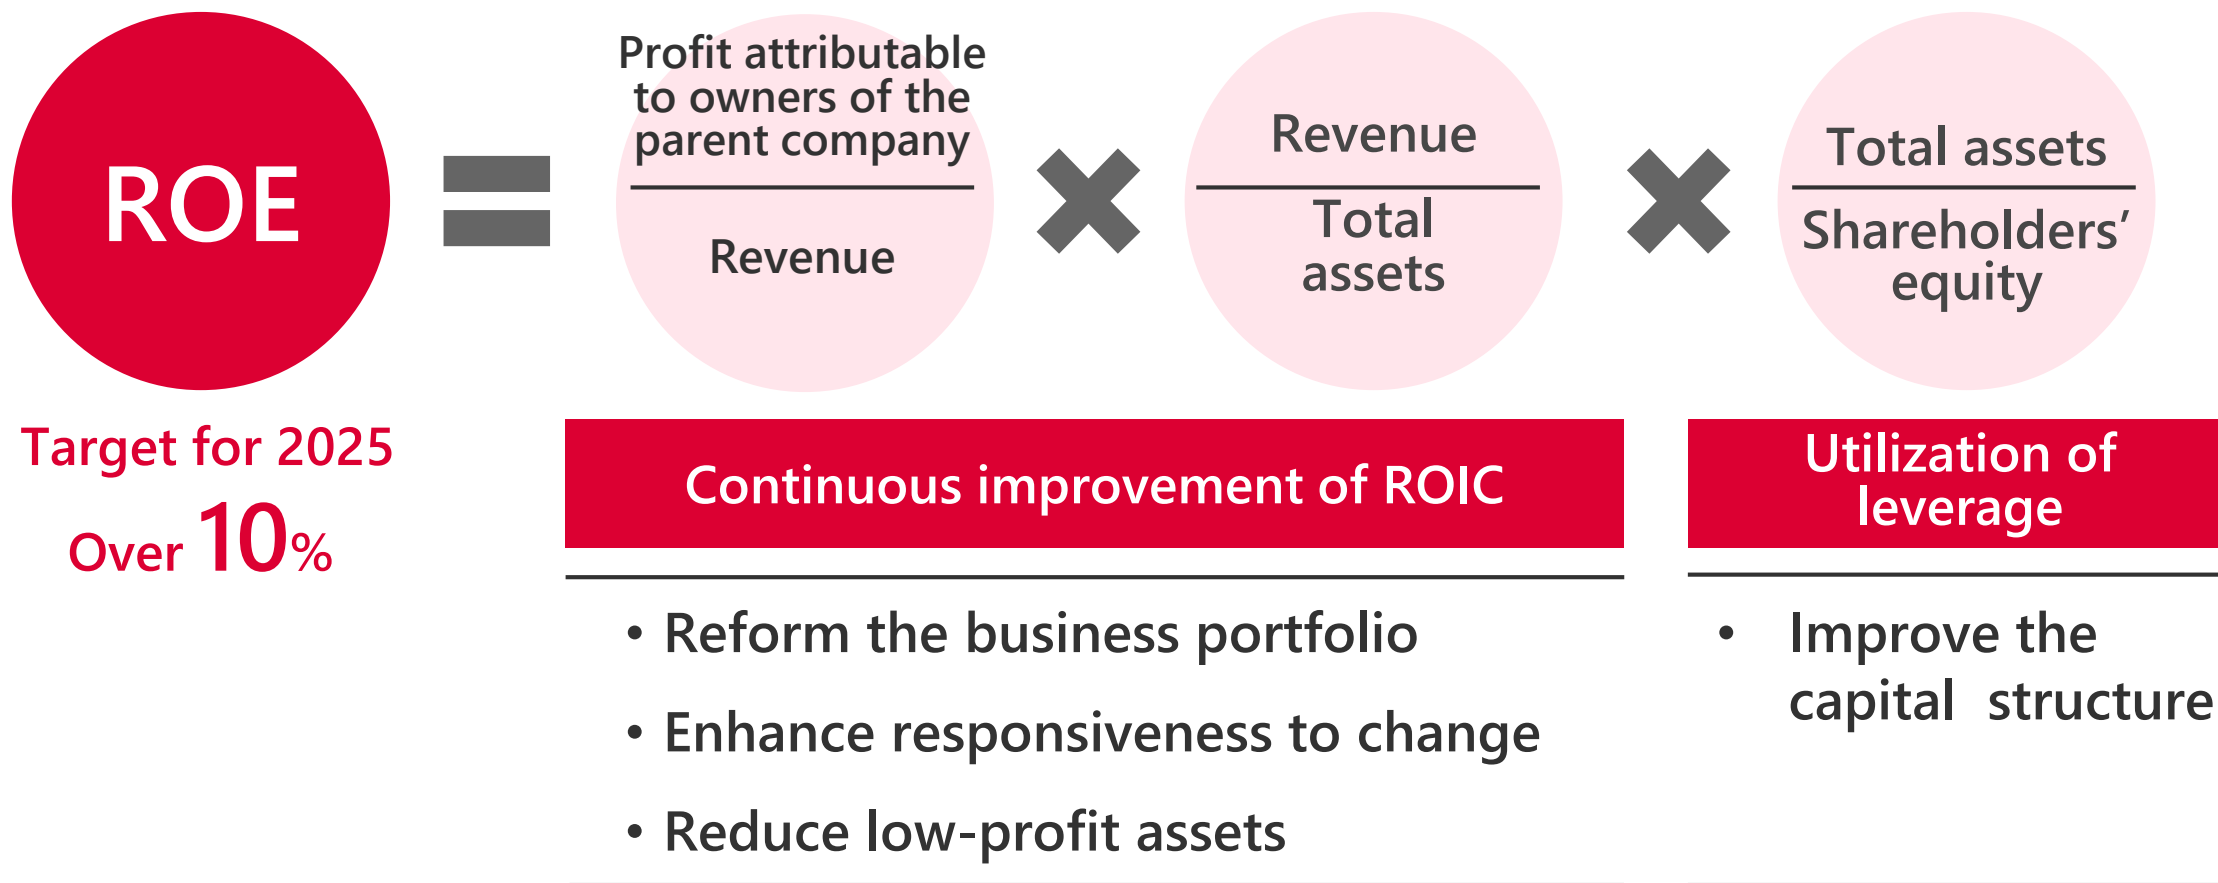 ROE
=
Profit attributable
to owners of the
parent company
Revenue
×
Revenue
Total
assets
×
Total assets
Shareholders’
equity
Target for 2025
Over 10%
Continuous improvement of ROIC
• Reform the business portfolio
• Enhance responsiveness to change
• Reduce low-profit assets
Utilization of
leverage
• Improve the
capital structure